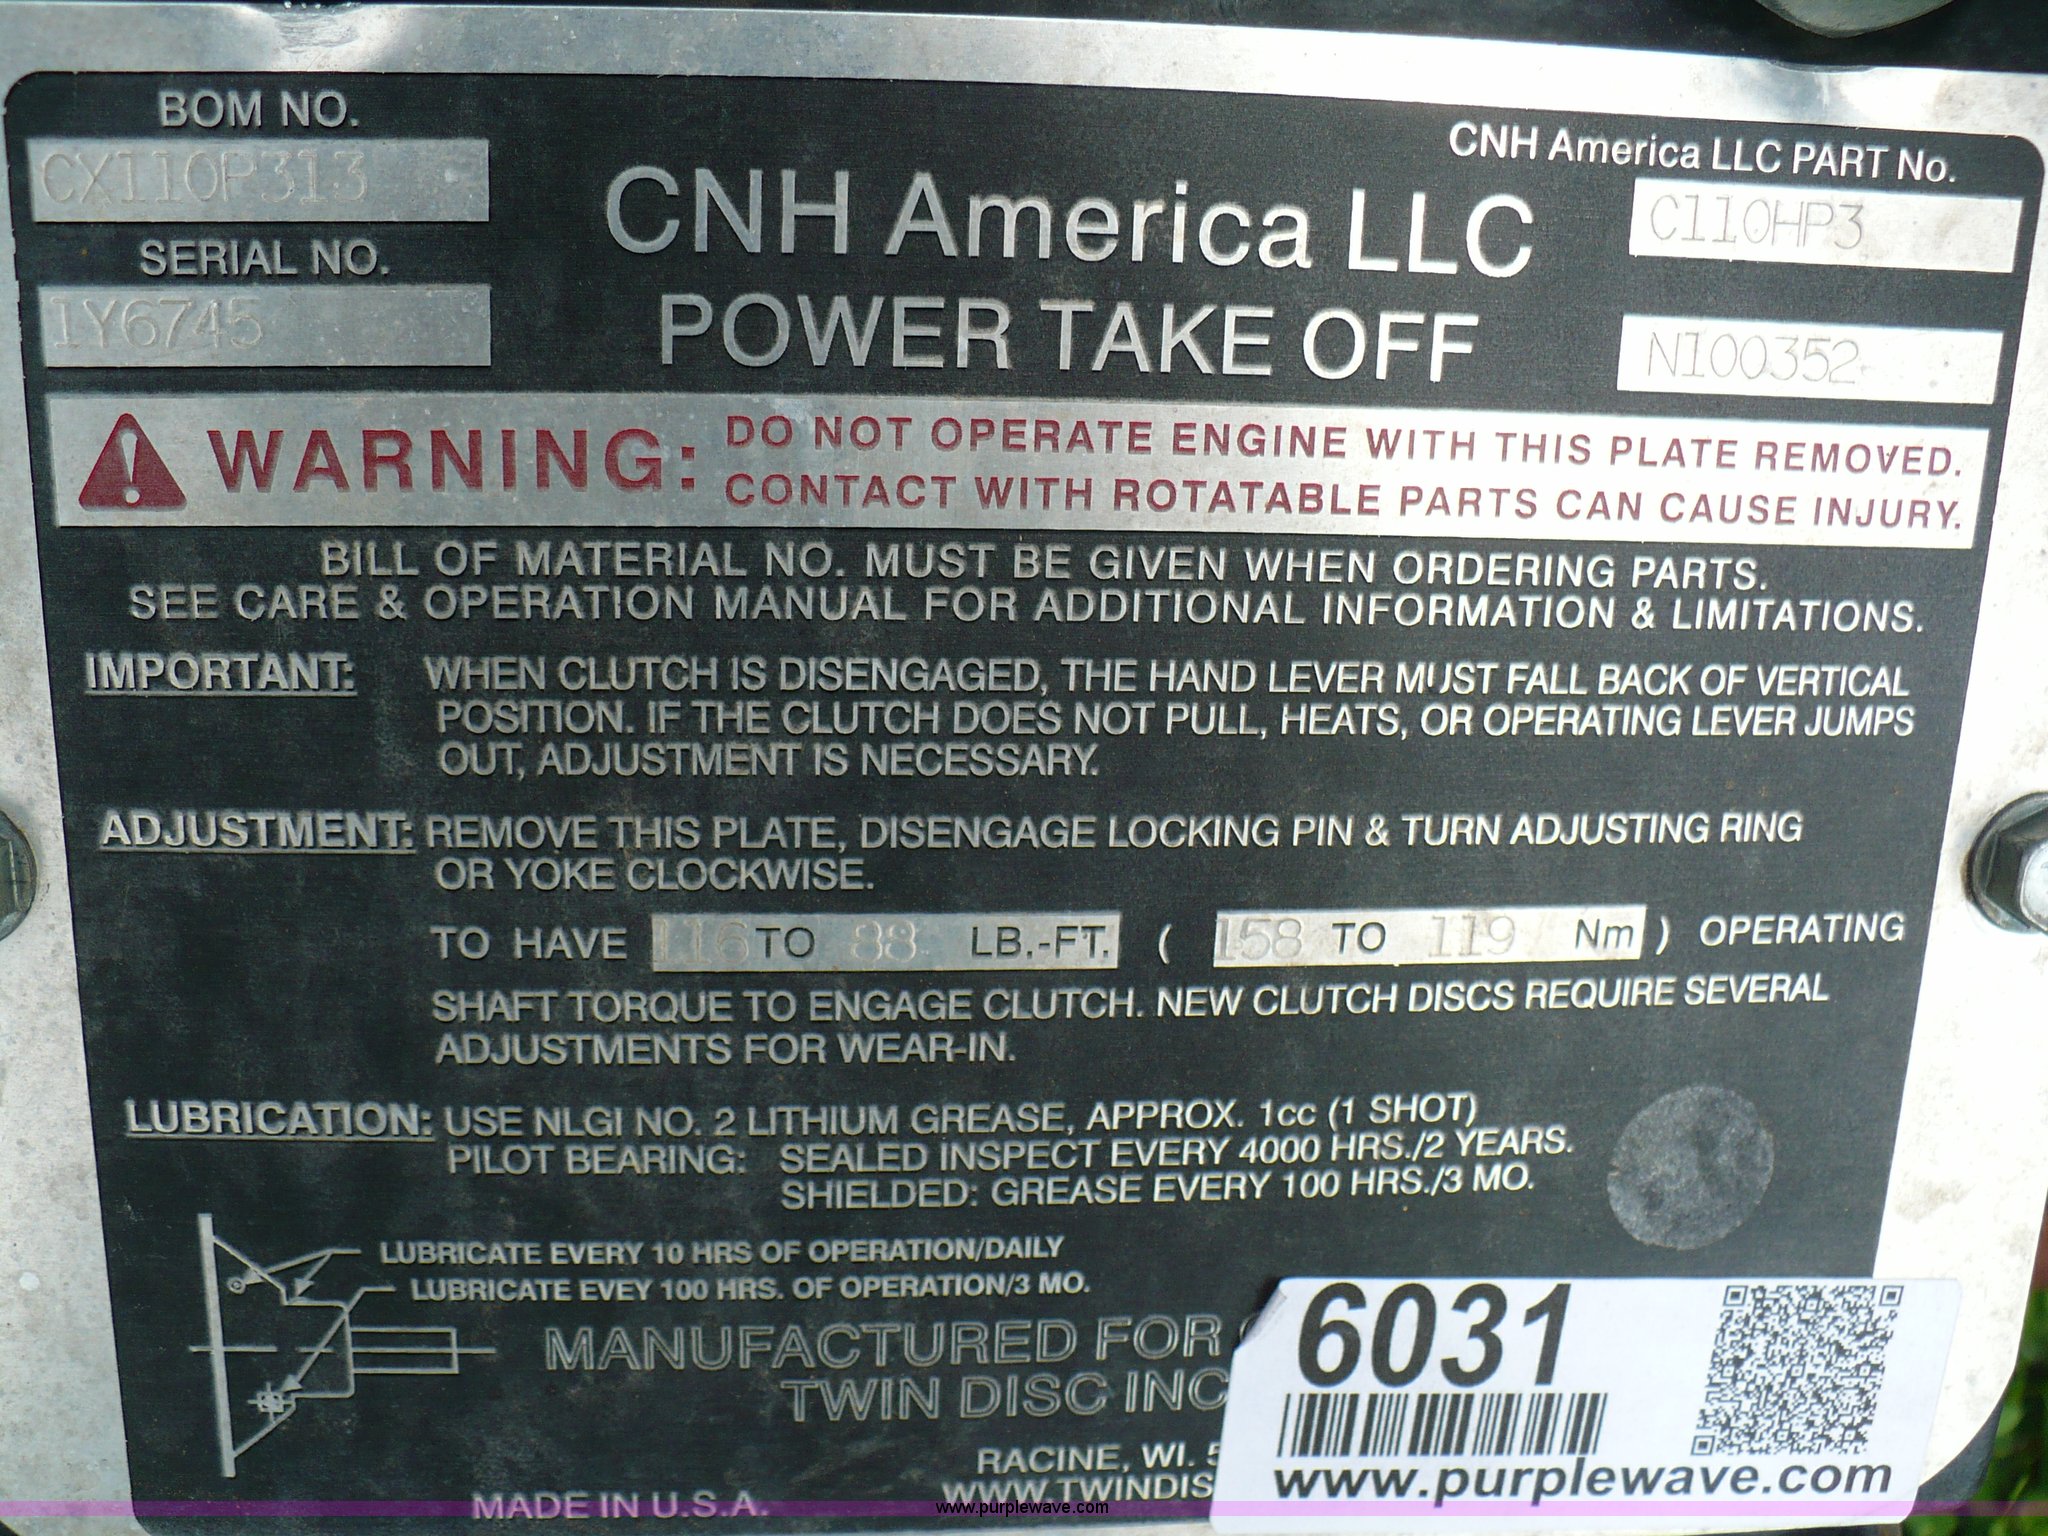 BOM NO.
CX110P313
SERIAL NO.
1Y6745
CNH America LLC
POWER TAKE OFF
CNH America LLC PART No.
C110HP3
N100352
WARNING: DO NOT OPERATE ENGINE WITH THIS PLATE REMOVED.
CONTACT WITH ROTATABLE PARTS CAN CAUSE INJURY.
BILL OF MATERIAL NO. MUST BE GIVEN WHEN ORDERING PARTS.
SEE CARE & OPERATION MANUAL FOR ADDITIONAL INFORMATION & LIMITATIONS.
IMPORTANT: WHEN CLUTCH IS DISENGAGED, THE HAND LEVER MUST FALL BACK OF VERTICAL
POSITION. IF THE CLUTCH DOES NOT PULL, HEATS, OR OPERATING LEVER JUMPS
OUT, ADJUSTMENT IS NECESSARY.
ADJUSTMENT: REMOVE THIS PLATE, DISENGAGE LOCKING PIN & TURN ADJUSTING RING
OR YOKE CLOCKWISE.
TO HAVE 116 TO 88 LB.-FT. ( 158 TO 119 Nm ) OPERATING
SHAFT TORQUE TO ENGAGE CLUTCH. NEW CLUTCH DISCS REQUIRE SEVERAL
ADJUSTMENTS FOR WEAR-IN.
LUBRICATION: USE NLGI NO. 2 LITHIUM GREASE, APPROX. 1cc (1 SHOT)
PILOT BEARING: SEALED INSPECT EVERY 4000 HRS./2 YEARS.
SHIELDED: GREASE EVERY 100 HRS./3 MO.
LUBRICATE EVERY 10 HRS OF OPERATION/DAILY
LUBRICATE EVEY 100 HRS. OF OPERATION/3 MO.
MANUFACTURED FOR
TWIN DISC INC
RACINE, WI. 5
WWW.TWINDIS
MADE IN U.S.A.
6031
www.purplewave.com
www.purplewave.com